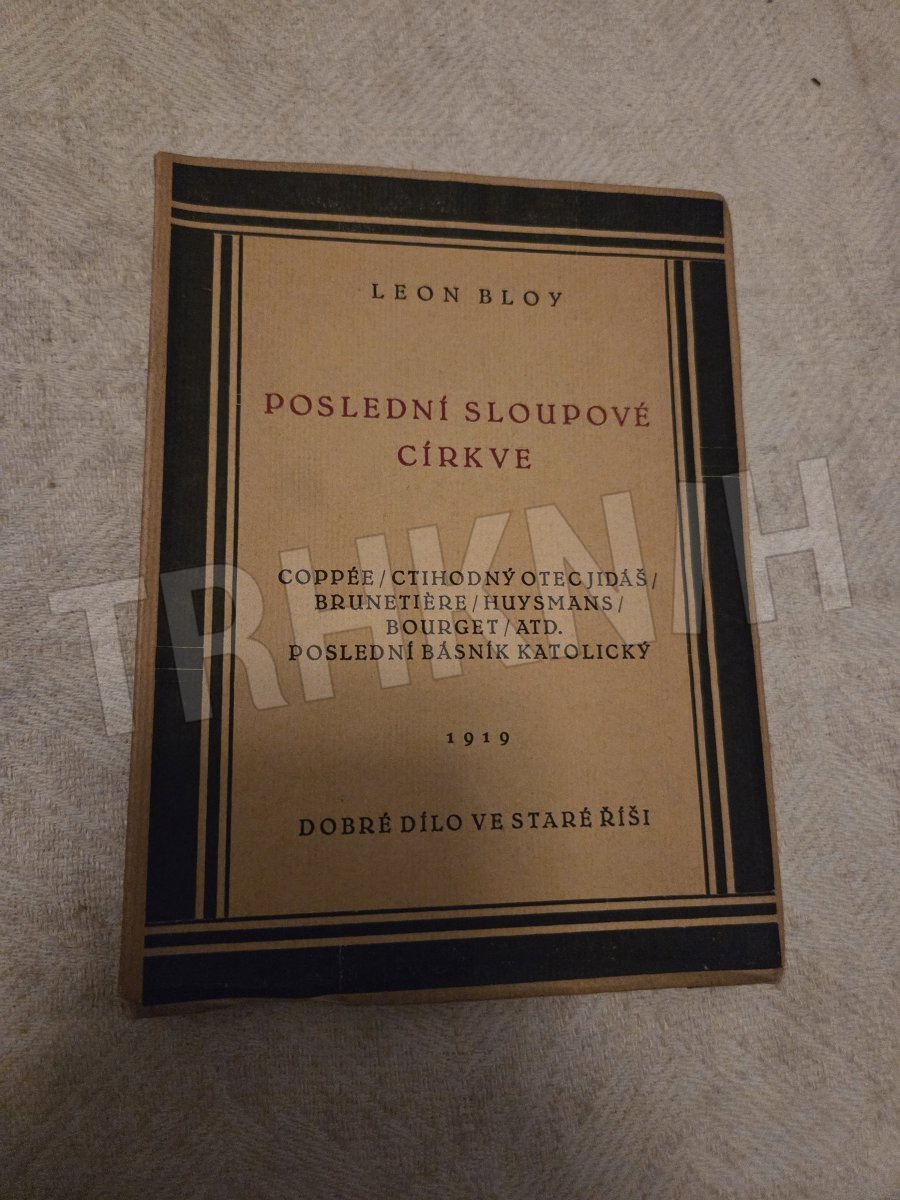 LEON BLOY
POSLEDNÍ SLOUPOVÉ
CÍRKVE
COPPÉE / CTIHODNÝ OTEC JIDÁŠ /
BRUNETIÈRE / HUYSMANS /
BOURGET / ATD.
POSLEDNÍ BÁSNÍK KATOLICKÝ
1919
DOBRÉ DÍLO VE STARÉ ŘÍŠI
TRHKNIH